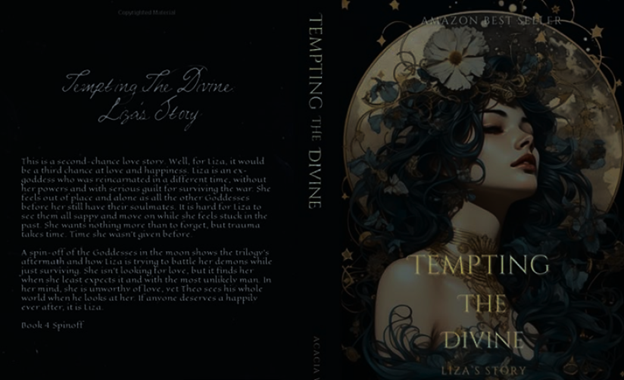 Copyrighted Material
Tempting The Divine
Liza's Story
This is a second-chance love story. Well, for Liza, it would
be a third chance at love and happiness. Liza is an ex-
goddess who was reincarnated in a different time, without
her powers and with serious guilt for surviving the war. She
feels out of place and alone as all the other Goddesses
before her still have their soulmates. It is hard for Liza to
see them all sappy and move on while she feels stuck in the
past. She wants nothing more than to forget, but trauma
takes time. Time she wasn't given before.
A spin-off of the Goddesses in the moon shows the trilogy's
aftermath and how Liza is trying to battle her demons while
just surviving. She isn't looking for love, but it finds her
when she least expects it and with the most unlikely man. In
her mind, she is unworthy of love, yet Theo sees his whole
world when he looks at her. If anyone deserves a happily
ever after, it is Liza.
Book 4 Spinoff
TEMPTING THE DIVINE
ACACIA
AMAZON BEST SELLER
TEMPTING
THE
DIVINE
LIZA'S STORY